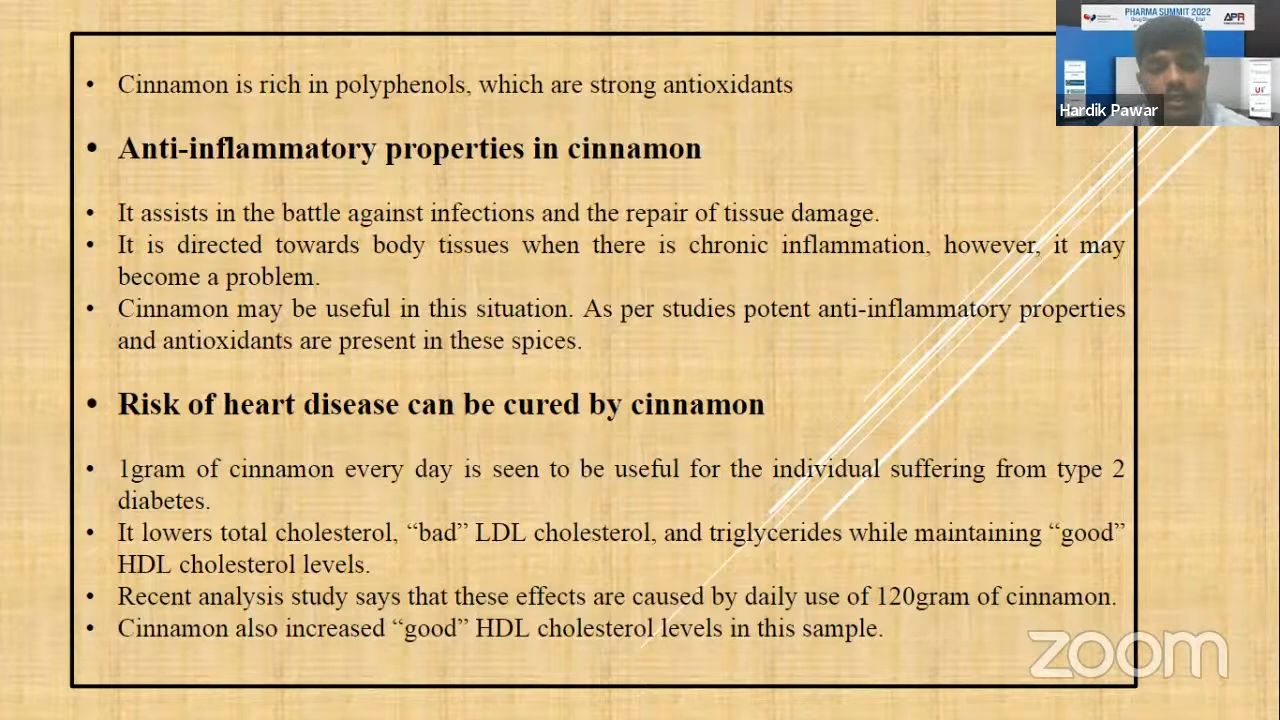 PHARMA SUMMIT 2022
APR
Hardik Pawar
• Cinnamon is rich in polyphenols, which are strong antioxidants
• Anti-inflammatory properties in cinnamon
• It assists in the battle against infections and the repair of tissue damage.
• It is directed towards body tissues when there is chronic inflammation, however, it may
become a problem.
• Cinnamon may be useful in this situation. As per studies potent anti-inflammatory properties
and antioxidants are present in these spices.
• Risk of heart disease can be cured by cinnamon
• 1gram of cinnamon every day is seen to be useful for the individual suffering from type 2
diabetes.
• It lowers total cholesterol, “bad” LDL cholesterol, and triglycerides while maintaining “good”
HDL cholesterol levels.
• Recent analysis study says that these effects are caused by daily use of 120gram of cinnamon.
• Cinnamon also increased “good” HDL cholesterol levels in this sample.
zoom